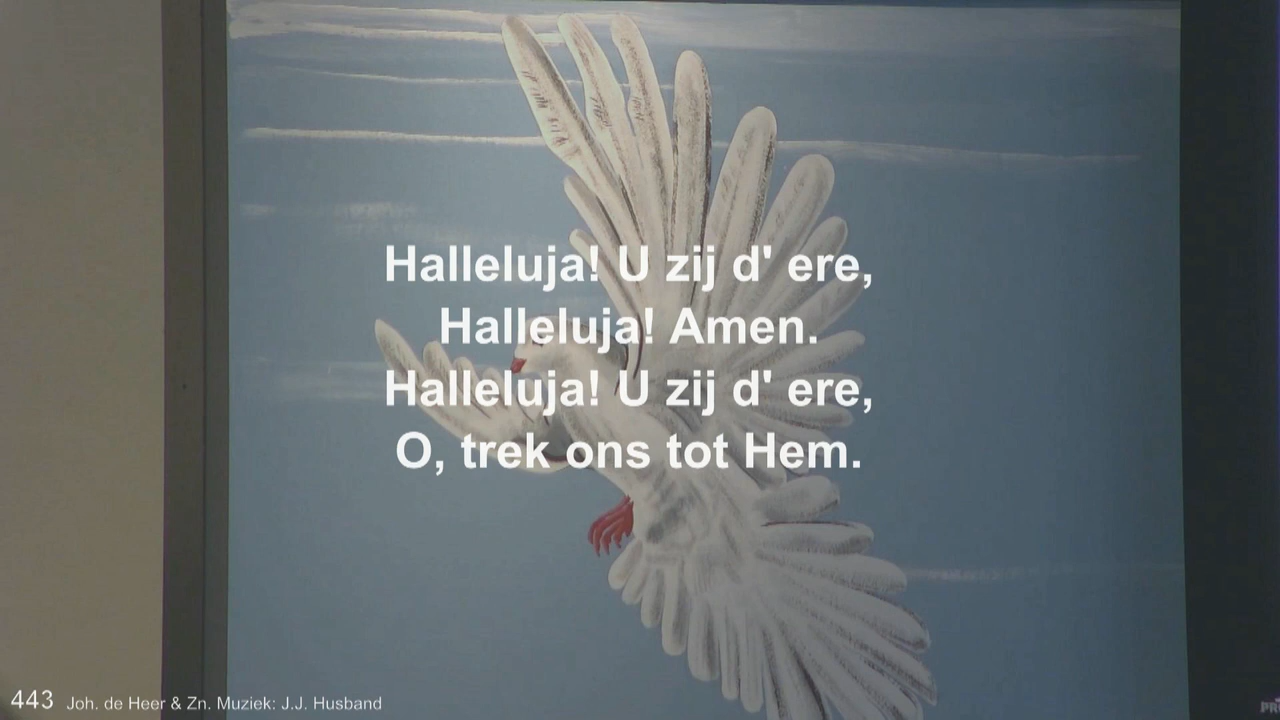 Halleluja! U zij d' ere,
Halleluja! Amen.
Halleluja! U zij d' ere,
O, trek ons tot Hem.
443 Joh. de Heer & Zn. Muziek: J.J. Husband